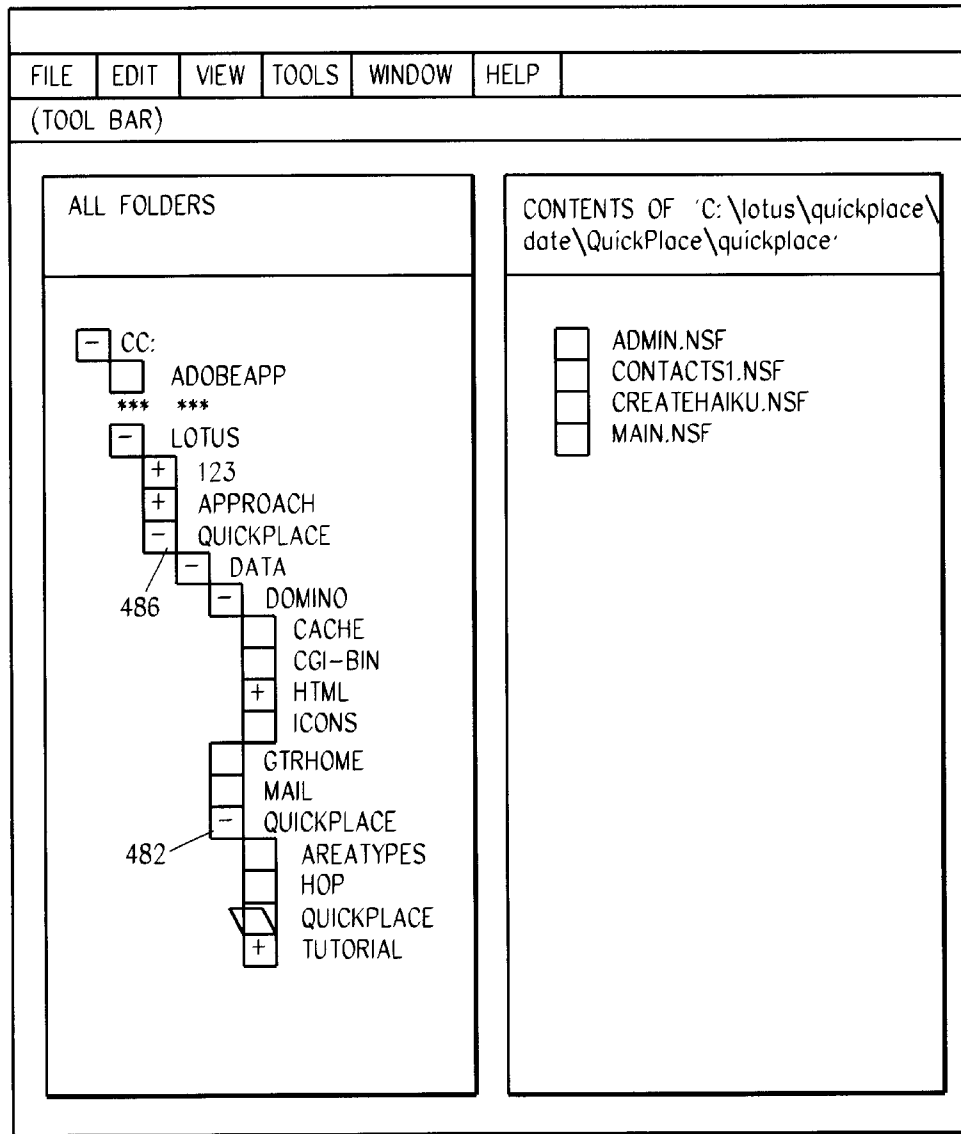 FILE EDIT VIEW TOOLS WINDOW HELP
(TOOL BAR)
ALL FOLDERS
- CC:
ADOBEAPP
*** ***
- LOTUS
+ 123
+ APPROACH
- QUICKPLACE
- DATA
486
- DOMINO
CACHE
CGI-BIN
+ HTML
ICONS
GTRHOME
MAIL
- QUICKPLACE
482
AREATYPES
HOP
QUICKPLACE
+ TUTORIAL
CONTENTS OF 'C:\lotus\quickplace\
date\QuickPlace\quickplace'
ADMIN.NSF
CONTACTS1.NSF
CREATEHAIKU.NSF
MAIN.NSF